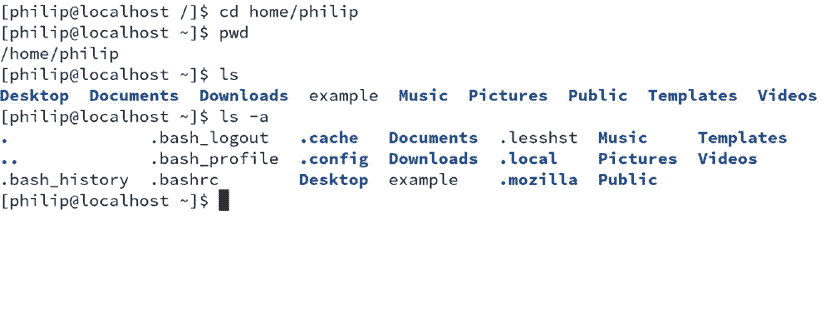 [philip@localhost /]$ cd home/philip
[philip@localhost ~]$ pwd
/home/philip
[philip@localhost ~]$ ls
Desktop  Documents  Downloads  example  Music  Pictures  Public  Templates  Videos
[philip@localhost ~]$ ls -a
.              .bash_logout   .cache   Documents  .lesshst  Music     Templates
..             .bash_profile  .config  Downloads  .local    Pictures  Videos
.bash_history  .bashrc        Desktop  example    .mozilla  Public
[philip@localhost ~]$